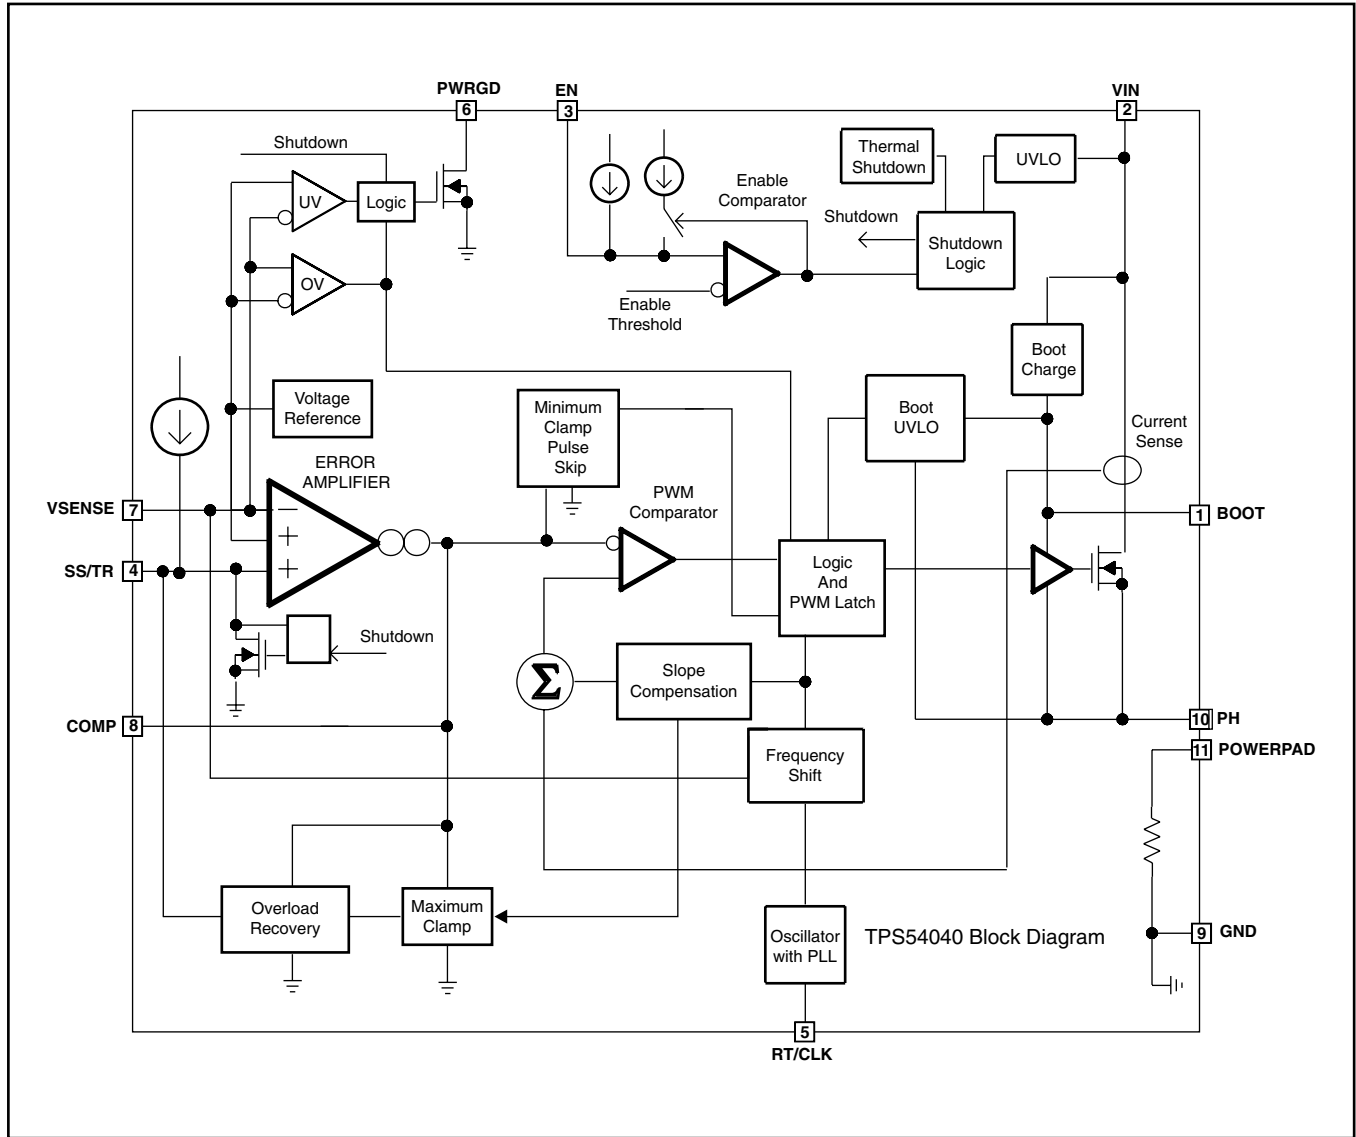 PWRGD
EN
VIN
6
3
2
Shutdown
Thermal
Shutdown
UVLO
UV
Logic
Enable
Comparator
Shutdown
Shutdown
Logic
OV
Enable
Threshold
Boot
Charge
Voltage
Reference
Minimum
Clamp
Pulse
Skip
Boot
UVLO
Current
Sense
ERROR
AMPLIFIER
PWM
Comparator
VSENSE 7
−
1 BOOT
+
SS/TR 4
+
Logic
And
PWM Latch
Shutdown
Σ
Slope
Compensation
COMP 8
10 PH
11 POWERPAD
Frequency
Shift
Overload
Recovery
Maximum
Clamp
Oscillator
with PLL
TPS54040 Block Diagram
9 GND
5
RT/CLK